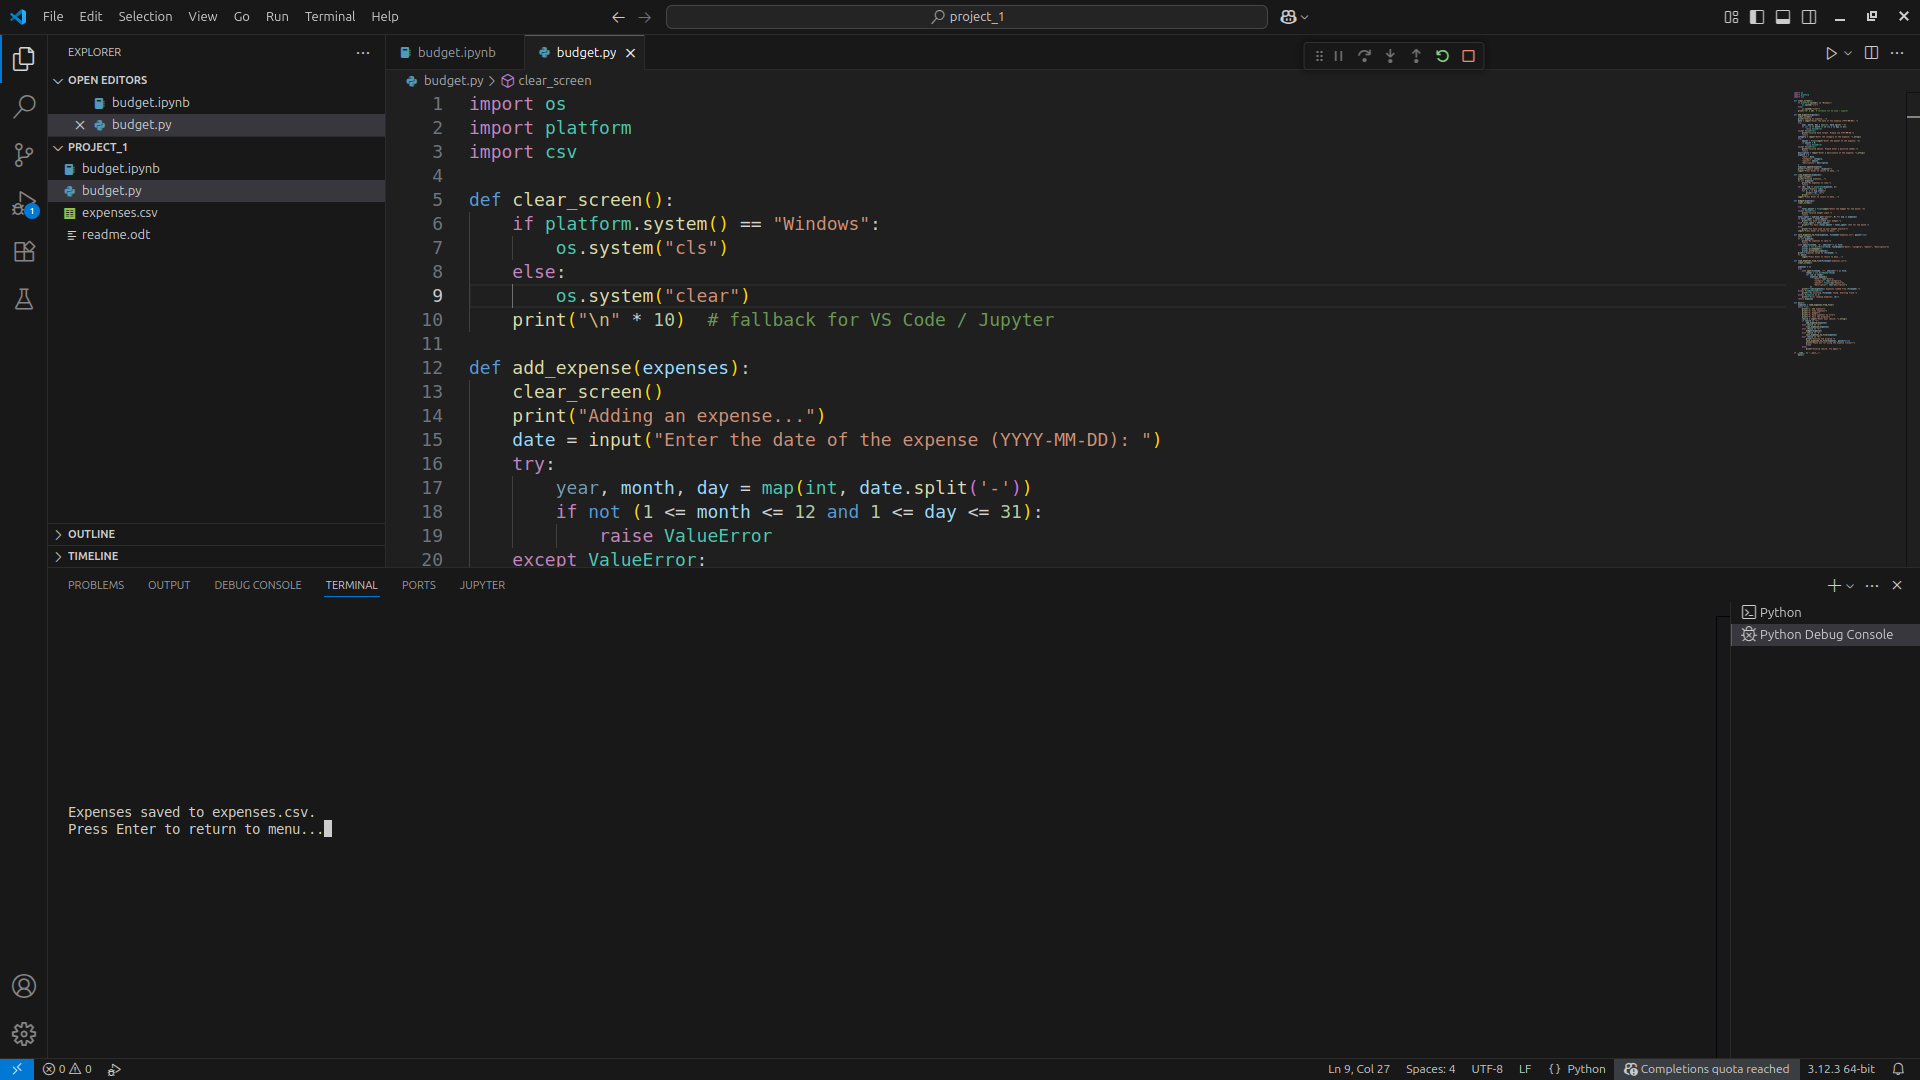 File Edit Selection View Go Run Terminal Help
project_1
EXPLORER
OPEN EDITORS
budget.ipynb
budget.py
PROJECT_1
budget.ipynb
budget.py
expenses.csv
readme.odt
OUTLINE
TIMELINE
1
budget.ipynb
budget.py
budget.py > clear_screen
1 import os
2 import platform
3 import csv
4
5 def clear_screen():
6 if platform.system() == "Windows":
7 os.system("cls")
8 else:
9 os.system("clear")
10 print("\n" * 10)  # fallback for VS Code / Jupyter
11
12 def add_expense(expenses):
13 clear_screen()
14 print("Adding an expense...")
15 date = input("Enter the date of the expense (YYYY-MM-DD): ")
16 try:
17 year, month, day = map(int, date.split('-'))
18 if not (1 <= month <= 12 and 1 <= day <= 31):
19 raise ValueError
20 except ValueError:
PROBLEMS OUTPUT DEBUG CONSOLE TERMINAL PORTS JUPYTER
Python
Python Debug Console
Expenses saved to expenses.csv.
Press Enter to return to menu...
0 0 Ln 9, Col 27 Spaces: 4 UTF-8 LF {} Python Completions quota reached 3.12.3 64-bit